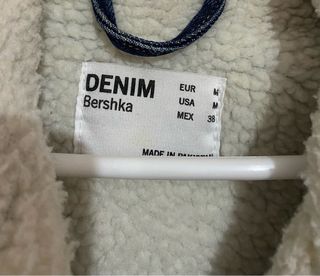 DENIM
Bershka
EUR M
USA M
MEX 38
MADE IN